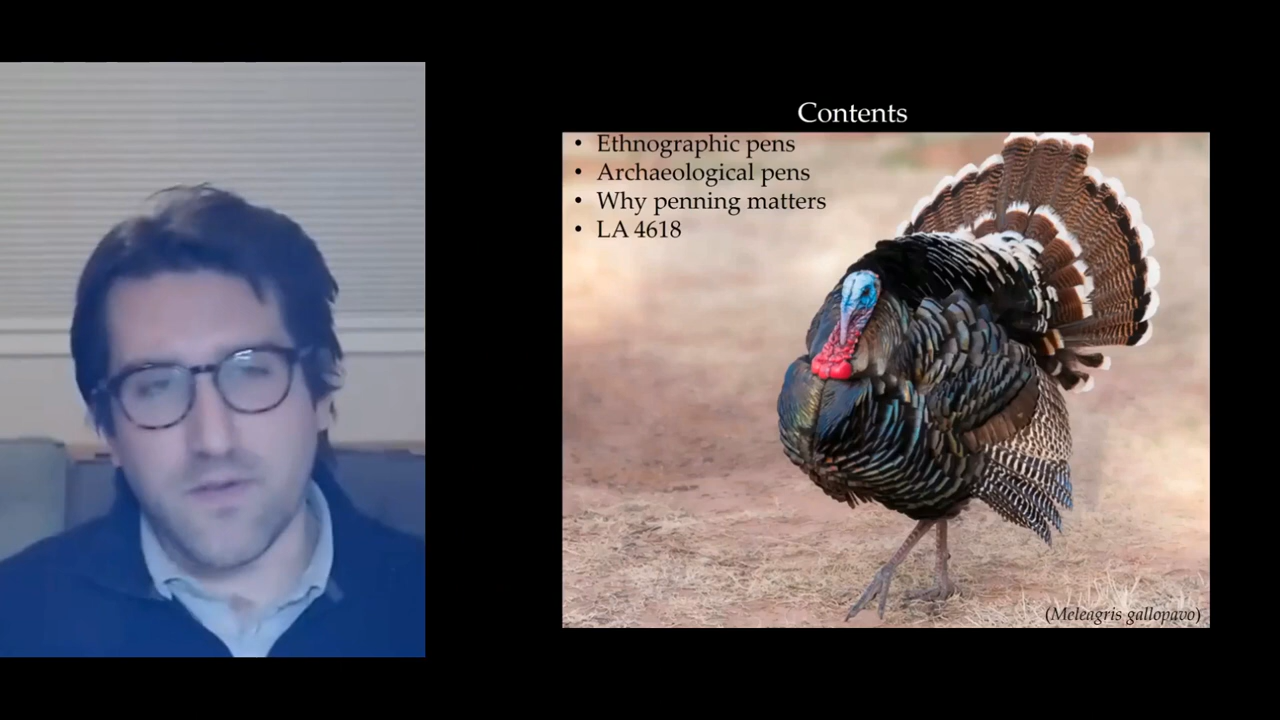 Contents
• Ethnographic pens
• Archaeological pens
• Why penning matters
• LA 4618
(Meleagris gallopavo)